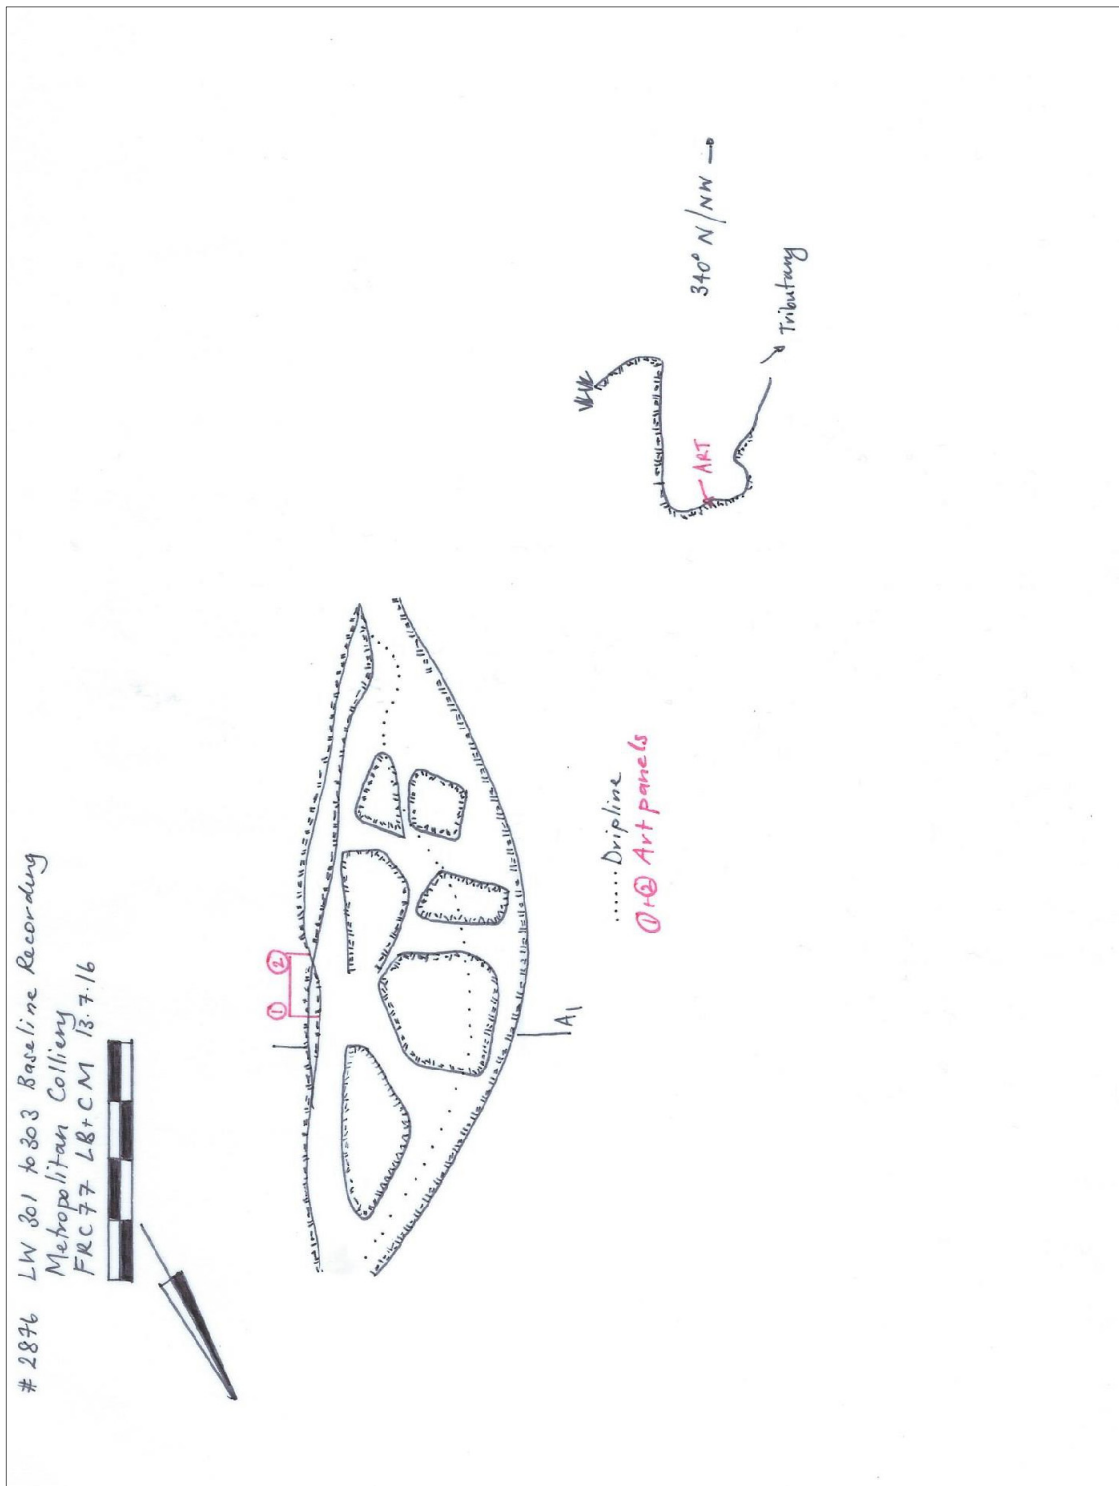 # 2876 LW 301 to 303 Baseline Recording
Metropolitan Colliery
FRC 77 LB+CM 13.7.16
① ②
A1
...... Dripline
①+② Art panels
ART
340° N/NW
Tributary